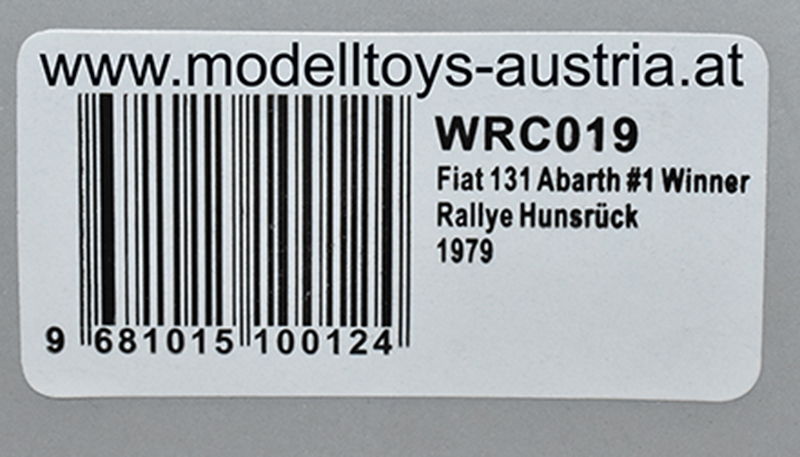 www.modelltoys-austria.at
WRC019
Fiat 131 Abarth #1 Winner
Rallye Hunsrück
1979
9 681015 100124